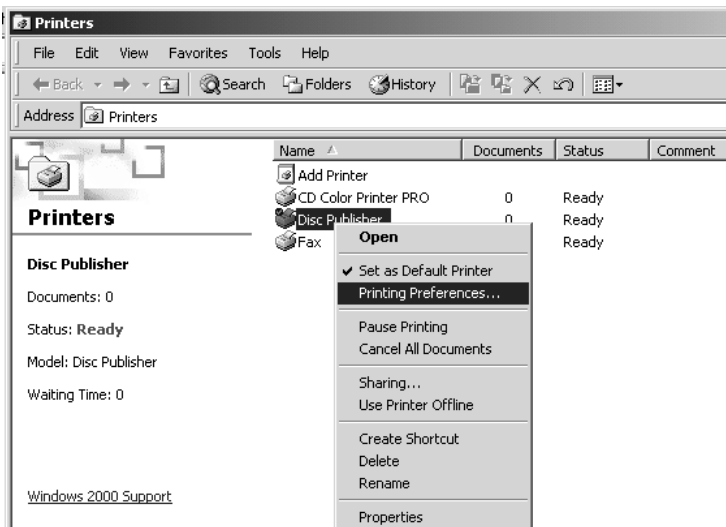 Printers
File Edit View Favorites Tools Help
Back Search Folders History
Address Printers
Name Documents Status Comment
Add Printer
CD Color Printer PRO 0 Ready
Disc Publisher 0 Ready
Fax Ready
Printers
Disc Publisher
Documents: 0
Status: Ready
Model: Disc Publisher
Waiting Time: 0
Windows 2000 Support
Open
Set as Default Printer
Printing Preferences...
Pause Printing
Cancel All Documents
Sharing...
Use Printer Offline
Create Shortcut
Delete
Rename
Properties